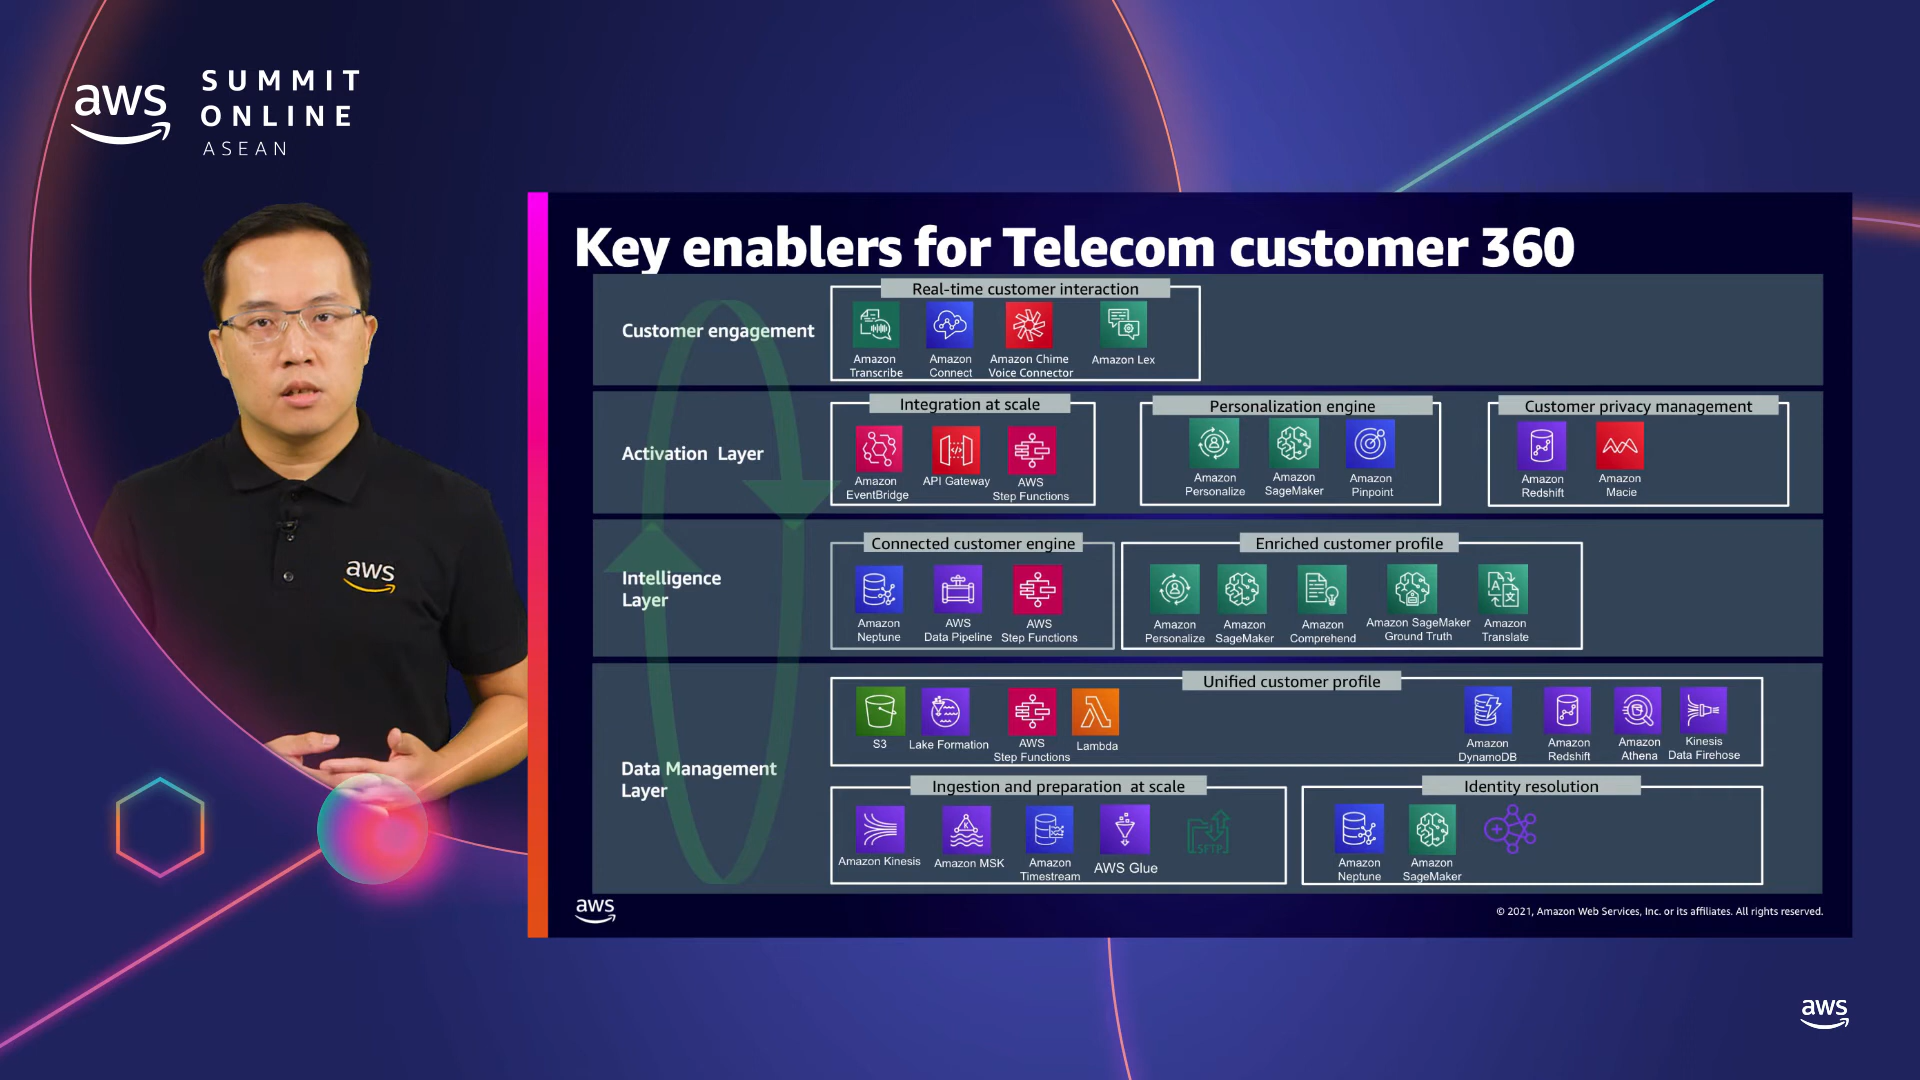 aws
SUMMIT
ONLINE
ASEAN
aws
Key enablers for Telecom customer 360
Customer engagement
Real-time customer interaction
Amazon
Transcribe
Amazon
Connect
Amazon Chime
Voice Connector
Amazon Lex
Activation Layer
Integration at scale
Amazon
EventBridge
API Gateway
AWS
Step Functions
Personalization engine
Amazon
Personalize
Amazon
SageMaker
Amazon
Pinpoint
Customer privacy management
Amazon
Redshift
Amazon
Macie
Intelligence
Layer
Connected customer engine
Amazon
Neptune
AWS
Data Pipeline
AWS
Step Functions
Enriched customer profile
Amazon
Personalize
Amazon
SageMaker
Amazon
Comprehend
Amazon SageMaker
Ground Truth
Amazon
Translate
Data Management
Layer
Unified customer profile
S3
Lake Formation
AWS
Step Functions
Lambda
Amazon
DynamoDB
Amazon
Redshift
Amazon
Athena
Kinesis
Data Firehose
Ingestion and preparation at scale
Amazon Kinesis
Amazon MSK
Amazon
Timestream
AWS Glue
SFTP
Identity resolution
Amazon
Neptune
Amazon
SageMaker
aws
© 2021, Amazon Web Services, Inc. or its affiliates. All rights reserved.
aws